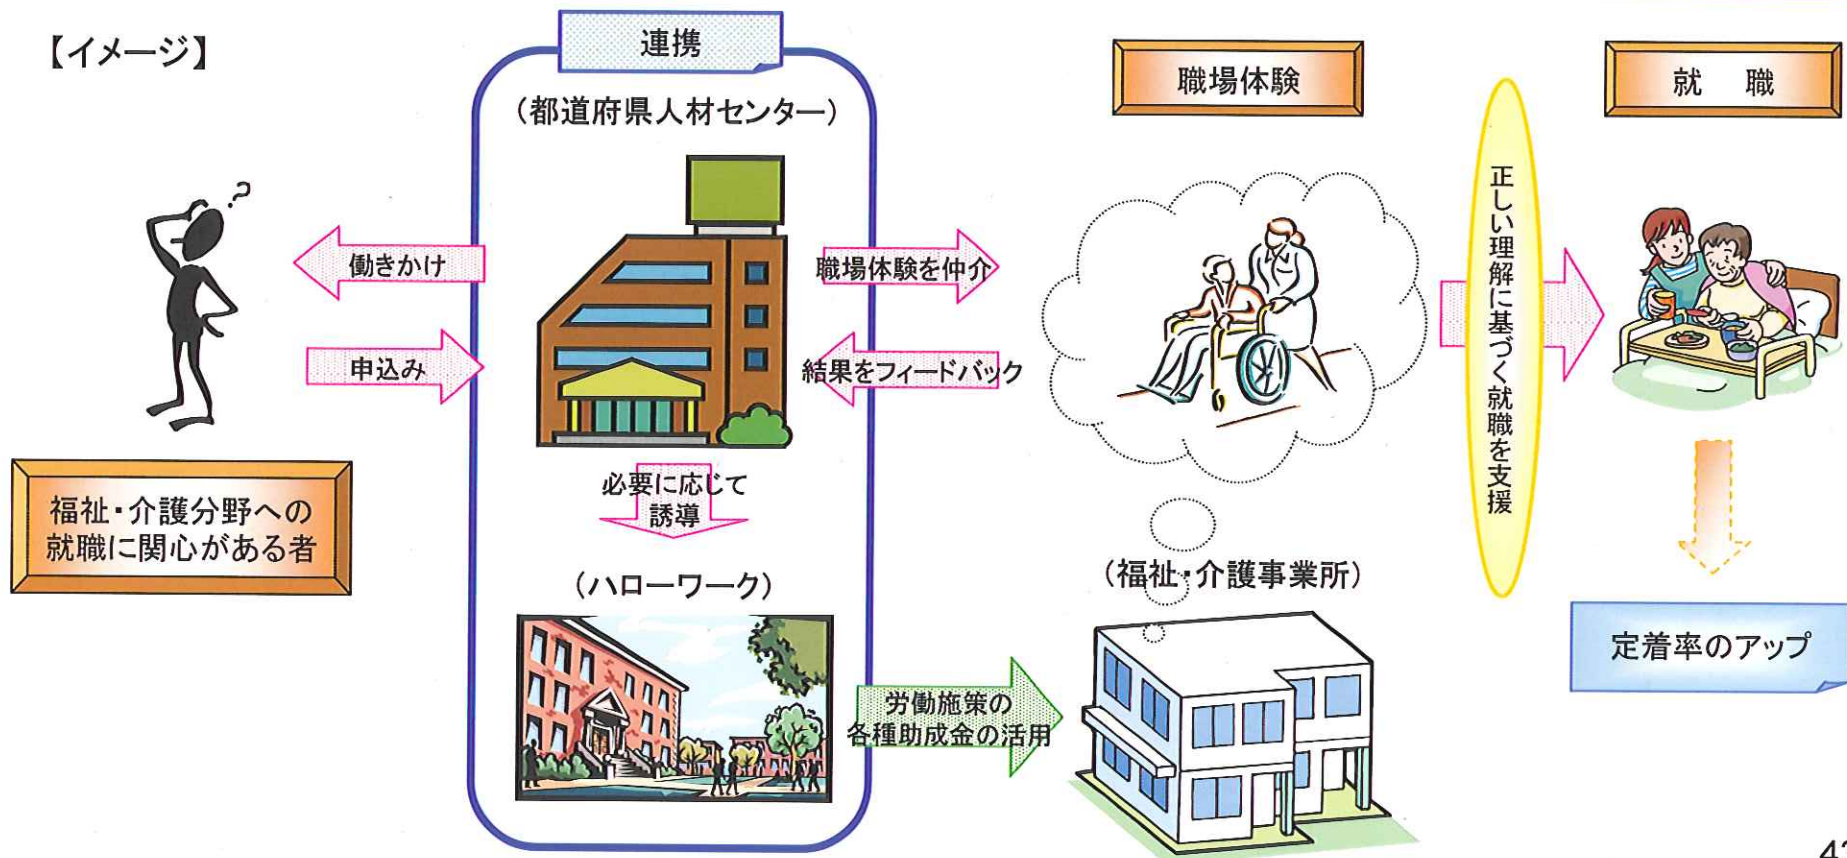 【イメージ】
連携
(都道府県人材センター)
職場体験
就　職
働きかけ
申込み
職場体験を仲介
結果をフィードバック
正しい理解に基づく就職を支援
福祉・介護分野への
就職に関心がある者
必要に応じて
誘導
(ハローワーク)
(福祉・介護事業所)
労働施策の
各種助成金の活用
定着率のアップ